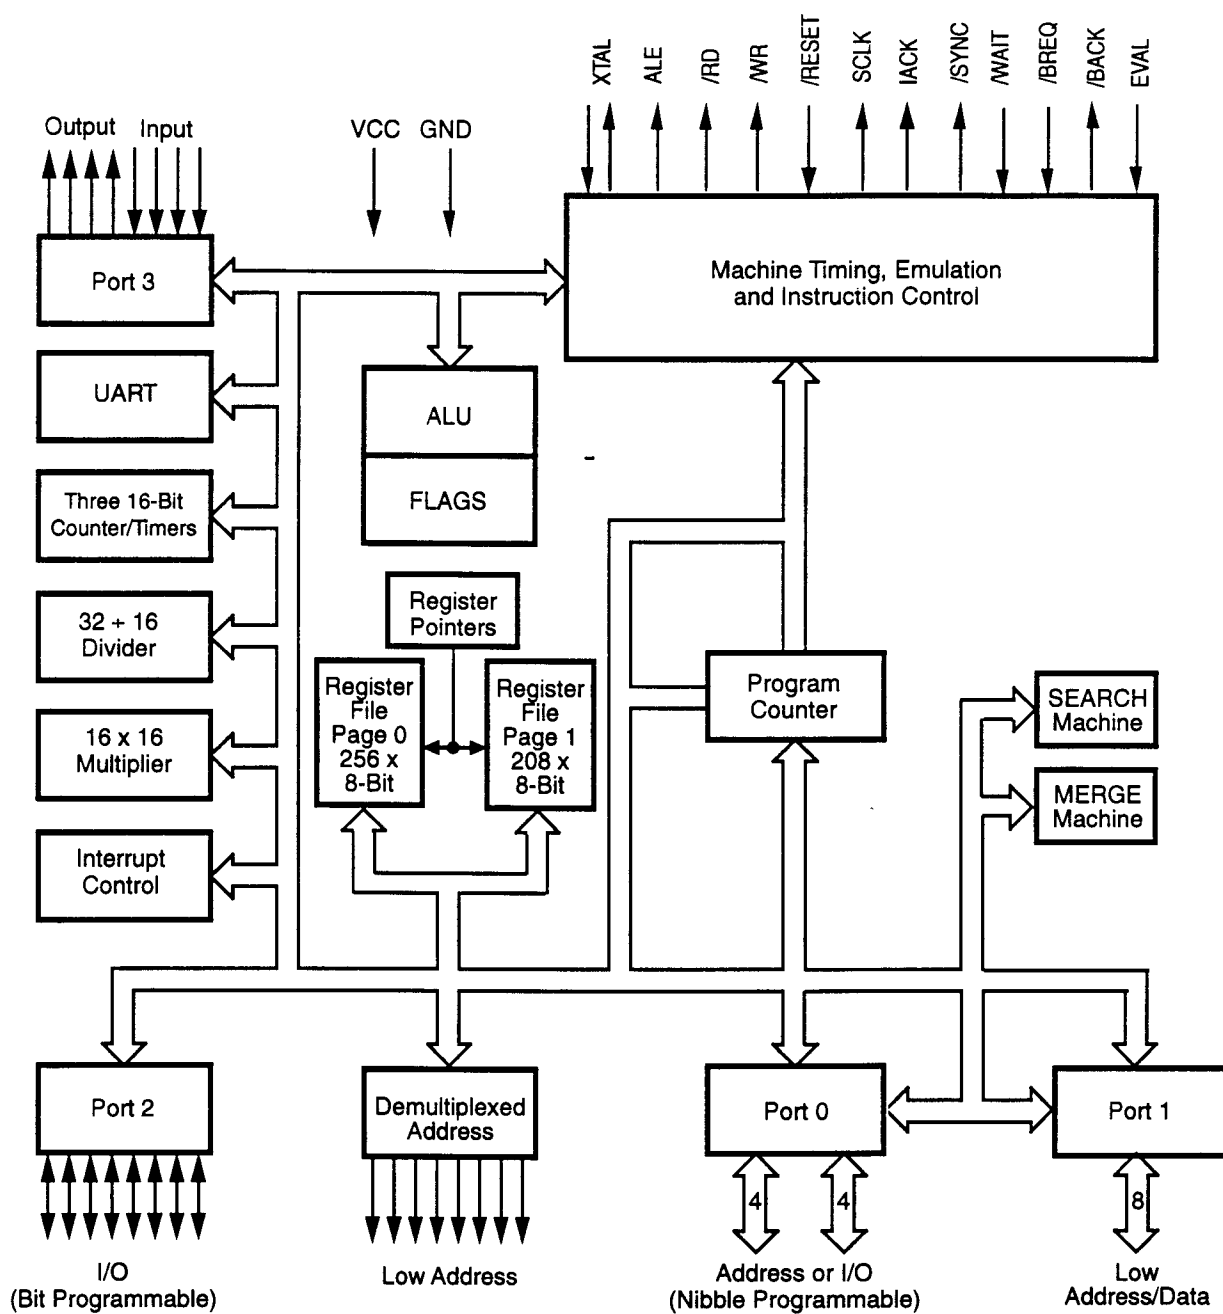 XTAL
ALE
/RD
/WR
/RESET
SCLK
IACK
/SYNC
/WAIT
/BREQ
/BACK
EVAL
Output
Input
VCC
GND
Port 3
Machine Timing, Emulation
and Instruction Control
UART
ALU
FLAGS
Three 16-Bit
Counter/Timers
32 + 16
Divider
Register
Pointers
Register
File
Page 0
256 x
8-Bit
Register
File
Page 1
208 x
8-Bit
Program
Counter
SEARCH
Machine
16 x 16
Multiplier
MERGE
Machine
Interrupt
Control
Port 2
Demultiplexed
Address
Port 0
Port 1
4
4
8
I/O
(Bit Programmable)
Low Address
Address or I/O
(Nibble Programmable)
Low
Address/Data